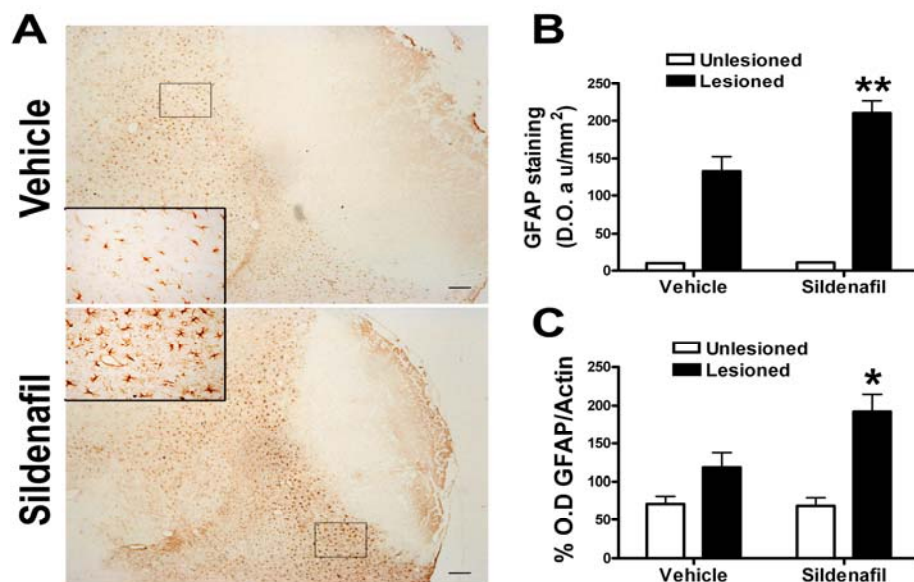 A
Vehicle
Sildenafil
B
Unlesioned
Lesioned
GFAP staining
(D.O. a u/mm²)
250
200
150
100
50
0
**
Vehicle
Sildenafil
C
Unlesioned
Lesioned
% O.D GFAP/Actin
250
200
150
100
50
0
*
Vehicle
Sildenafil